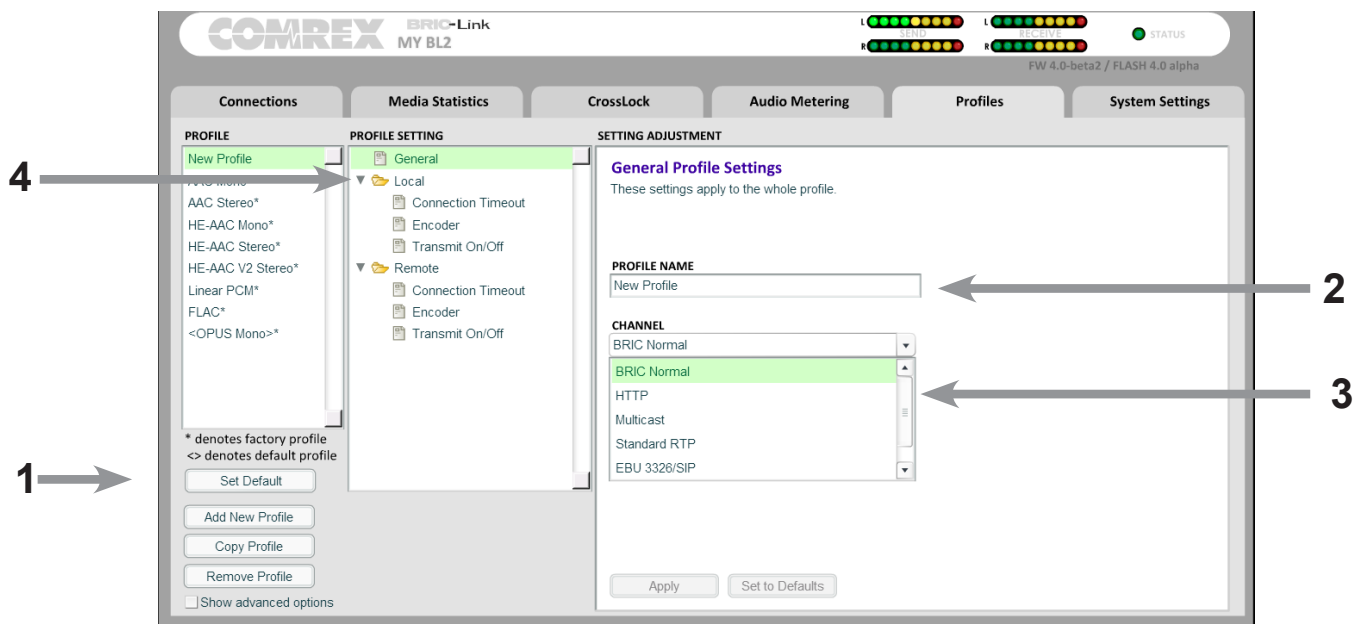 COMREX BRIC-Link
MY BL2
L SEND
R
L RECEIVE
R
STATUS
FW 4.0-beta2 / FLASH 4.0 alpha
Connections
Media Statistics
CrossLock
Audio Metering
Profiles
System Settings
PROFILE
New Profile
AAC Stereo*
HE-AAC Mono*
HE-AAC Stereo*
HE-AAC V2 Stereo*
Linear PCM*
FLAC*
<OPUS Mono>*
* denotes factory profile
<> denotes default profile
Set Default
Add New Profile
Copy Profile
Remove Profile
Show advanced options
PROFILE SETTING
General
Local
Connection Timeout
Encoder
Transmit On/Off
Remote
Connection Timeout
Encoder
Transmit On/Off
SETTING ADJUSTMENT
General Profile Settings
These settings apply to the whole profile.
PROFILE NAME
New Profile
CHANNEL
BRIC Normal
BRIC Normal
HTTP
Multicast
Standard RTP
EBU 3326/SIP
Apply
Set to Defaults
4
1
2
3